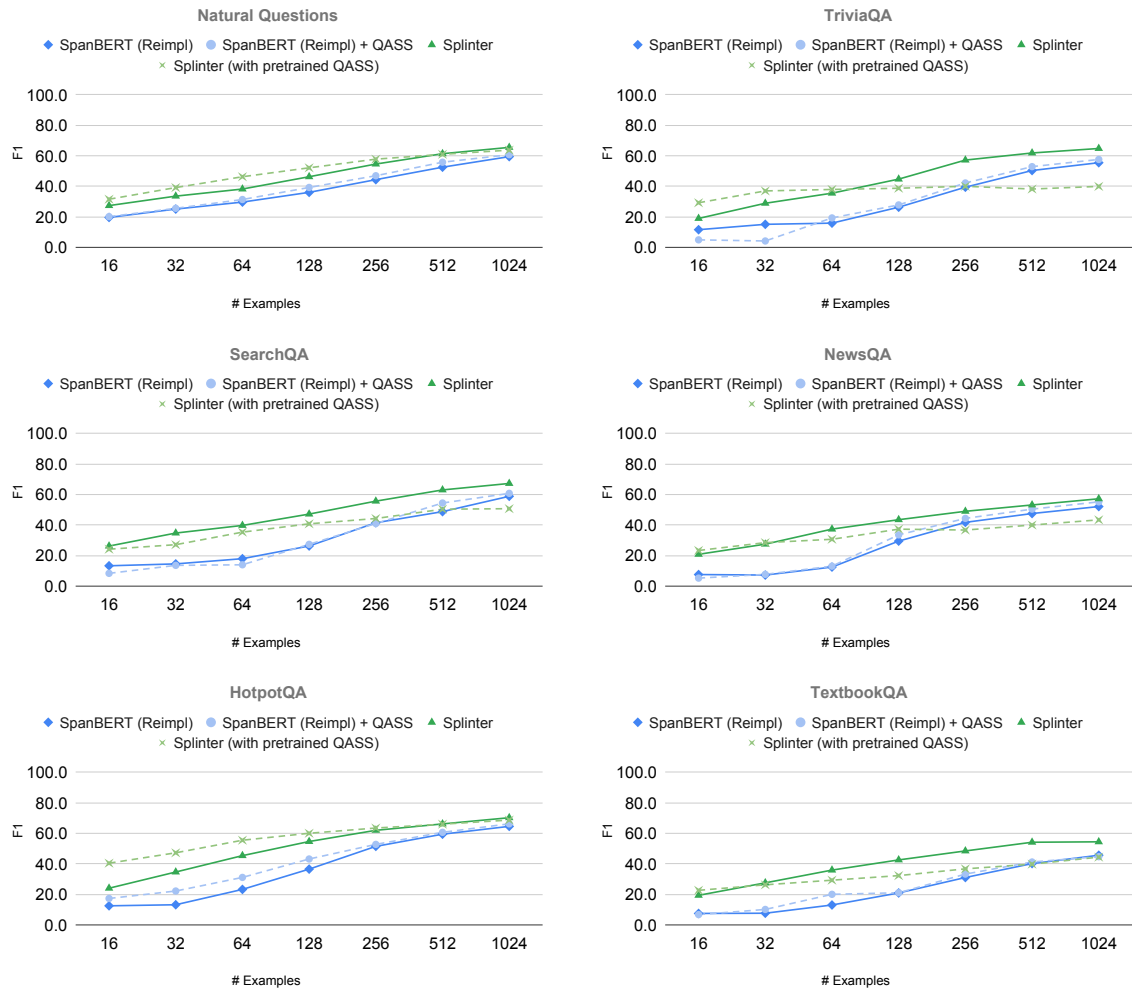 Natural Questions
SpanBERT (Reimpl) SpanBERT (Reimpl) + QASS Splinter
Splinter (with pretrained QASS)
100.0
80.0
60.0
40.0
20.0
0.0
F1
16 32 64 128 256 512 1024
# Examples
TriviaQA
SpanBERT (Reimpl) SpanBERT (Reimpl) + QASS Splinter
Splinter (with pretrained QASS)
100.0
80.0
60.0
40.0
20.0
0.0
F1
16 32 64 128 256 512 1024
# Examples
SearchQA
SpanBERT (Reimpl) SpanBERT (Reimpl) + QASS Splinter
Splinter (with pretrained QASS)
100.0
80.0
60.0
40.0
20.0
0.0
F1
16 32 64 128 256 512 1024
# Examples
NewsQA
SpanBERT (Reimpl) SpanBERT (Reimpl) + QASS Splinter
Splinter (with pretrained QASS)
100.0
80.0
60.0
40.0
20.0
0.0
F1
16 32 64 128 256 512 1024
# Examples
HotpotQA
SpanBERT (Reimpl) SpanBERT (Reimpl) + QASS Splinter
Splinter (with pretrained QASS)
100.0
80.0
60.0
40.0
20.0
0.0
F1
16 32 64 128 256 512 1024
# Examples
TextbookQA
SpanBERT (Reimpl) SpanBERT (Reimpl) + QASS Splinter
Splinter (with pretrained QASS)
100.0
80.0
60.0
40.0
20.0
0.0
F1
16 32 64 128 256 512 1024
# Examples